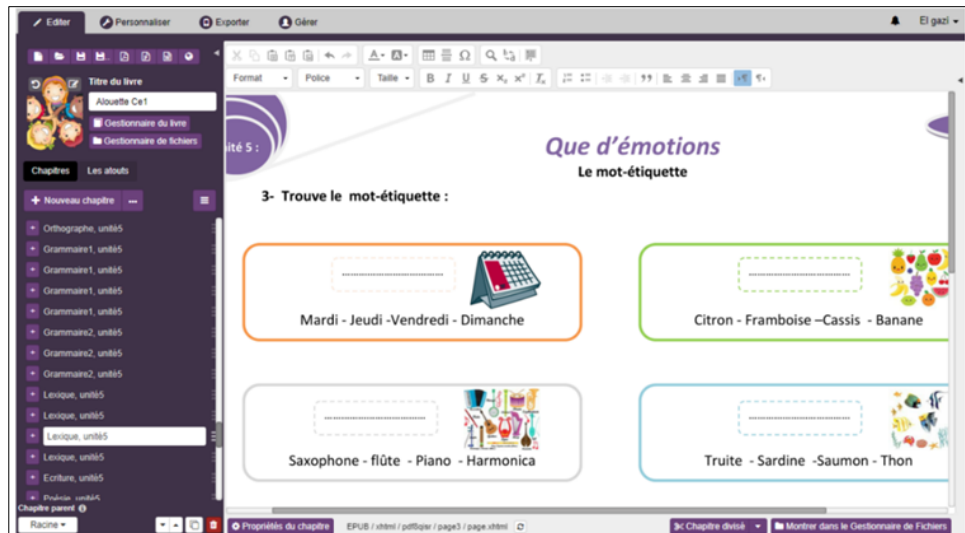 Editer Personnaliser Exporter Gérer El gazi
Titre du livre
Alouette Ce1
Gestionnaire du livre
Gestionnaire de fichiers
Chapitres Les atouts
+ Nouveau chapitre ...
Orthographe, unité5
Grammaire1, unité5
Grammaire1, unité5
Grammaire1, unité5
Grammaire1, unité5
Grammaire2, unité5
Grammaire2, unité5
Grammaire2, unité5
Lexique, unité5
Lexique, unité5
Lexique, unité5
Lexique, unité5
Ecriture, unité5
Poésie, unité5
Chapitre parent
Racine
Format Police Taille B I U S x₂ x² Tx
ité 5 :
Que d'émotions
Le mot-étiquette
3- Trouve le mot-étiquette :
Mardi - Jeudi -Vendredi - Dimanche
Citron - Framboise –Cassis - Banane
Saxophone - flûte - Piano - Harmonica
Truite - Sardine -Saumon - Thon
Propriétés du chapitre EPUB / xhtml / pdf5qisr / page3 / page.xhtml Chapitre divisé Montrer dans le Gestionnaire de Fichiers